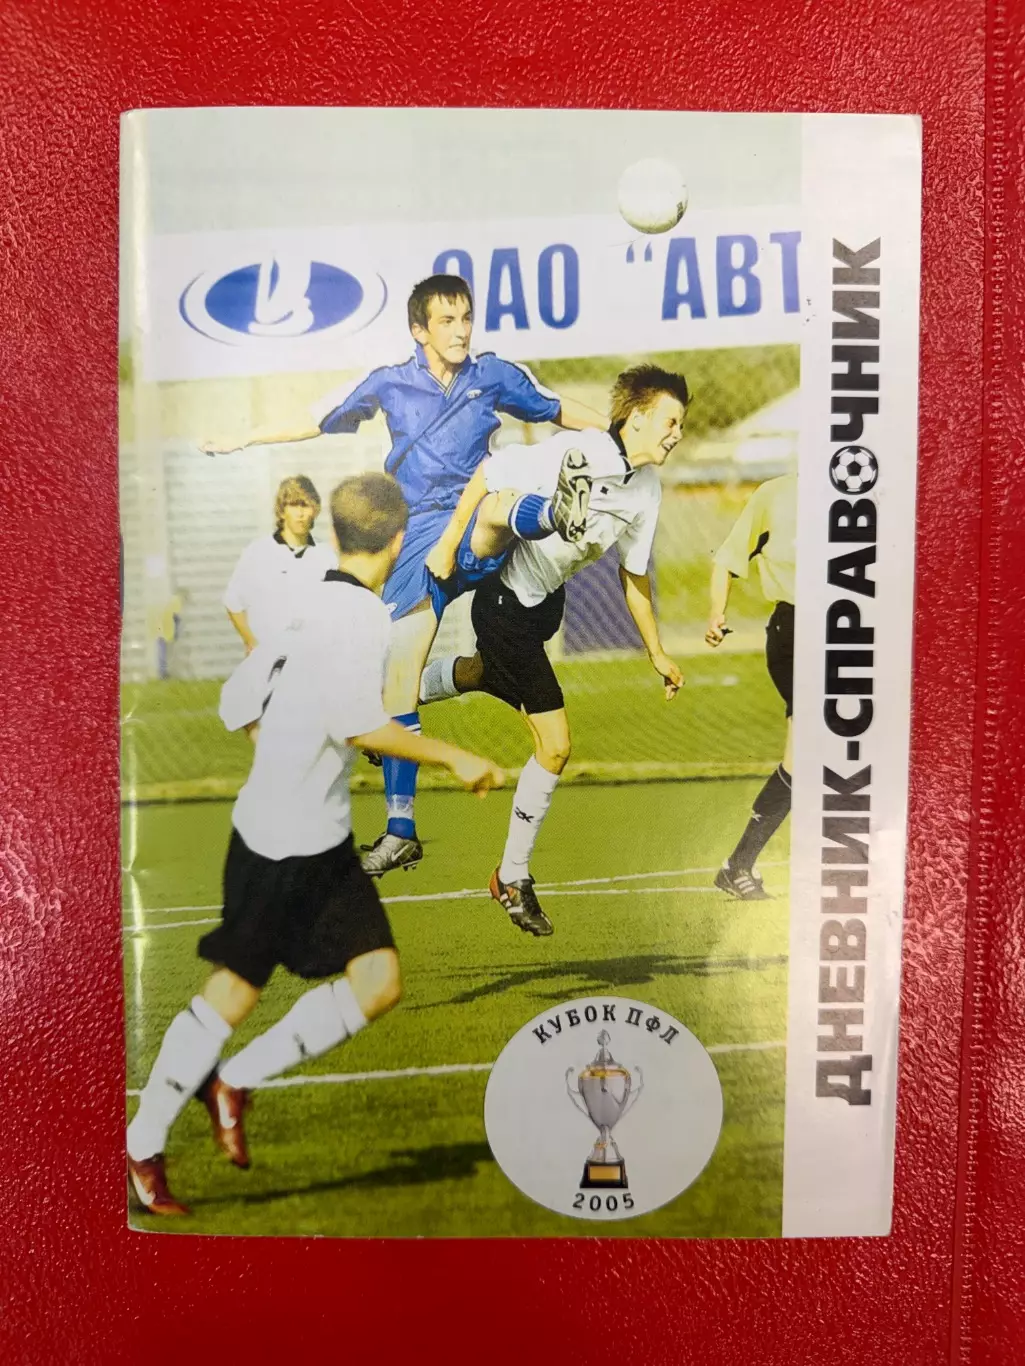 ОАО "АВТ
ДНЕВНИК-СПРАВОЧНИК
КУБОК ПФЛ
2005